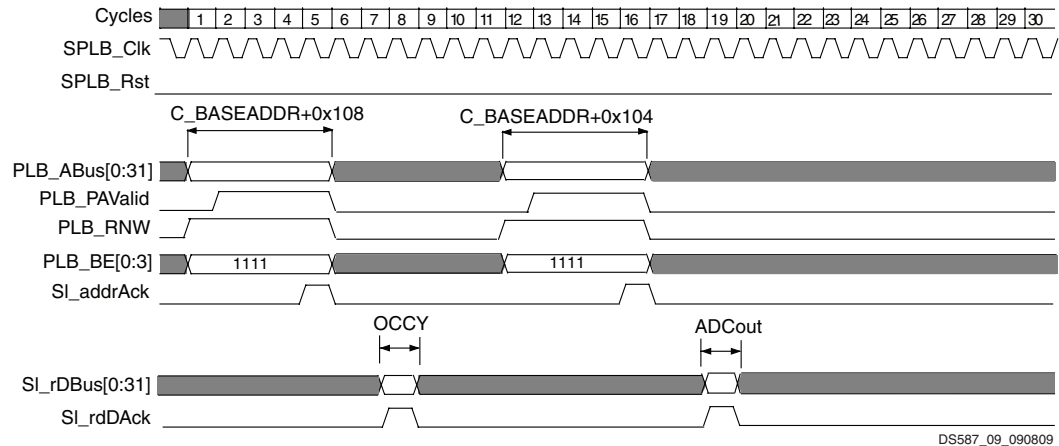 Cycles 1 2 3 4 5 6 7 8 9 10 11 12 13 14 15 16 17 18 19 20 21 22 23 24 25 26 27 28 29 30
SPLB_Clk
SPLB_Rst
C_BASEADDR+0x108 C_BASEADDR+0x104
PLB_ABus[0:31]
PLB_PAValid
PLB_RNW
PLB_BE[0:3] 1111 1111
Sl_addrAck
OCCY ADCout
Sl_rDBus[0:31]
Sl_rdDAck
DS587_09_090809